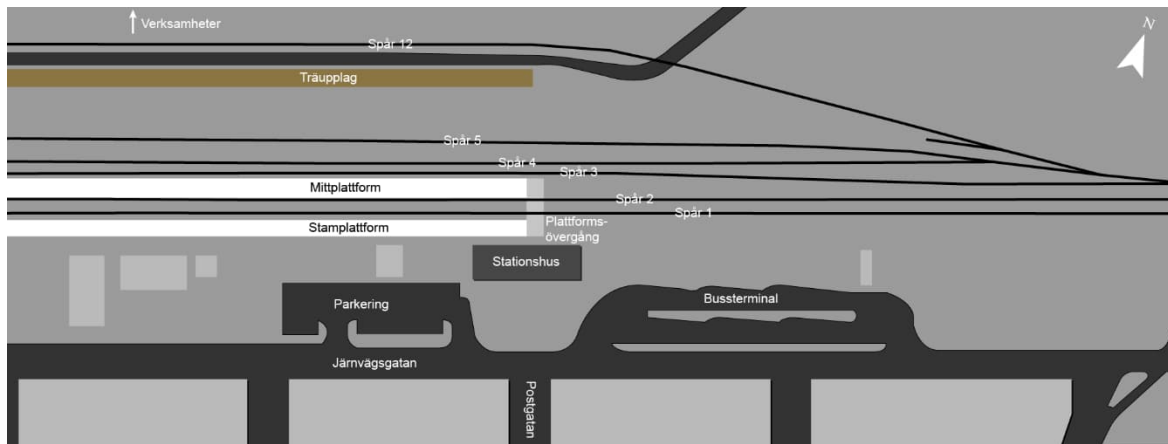 Verksamheter
N
Spår 12
Träupplag
Spår 5
Spår 4
Spår 3
Mittplattform
Spår 2
Spår 1
Stamplattform
Plattforms-
övergång
Stationshus
Bussterminal
Parkering
Järnvägsgatan
Postgatan